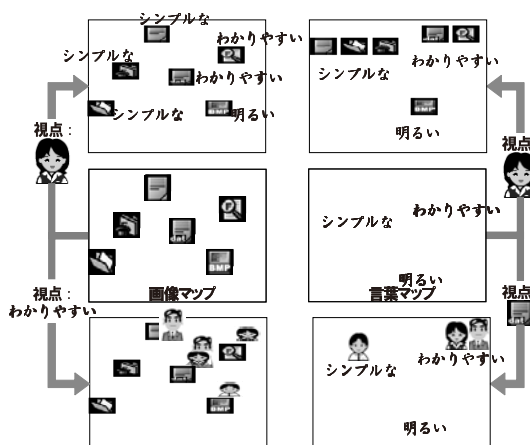 シンプルな
わかりやすい
シンプルな
わかりやすい
シンプルな
明るい
わかりやすい
シンプルな
明るい
視点：
視点
シンプルな
わかりやすい
BMP
明るい
画像マップ
言葉マップ
視点：
わかりやすい
視点
シンプルな
わかりやすい
明るい